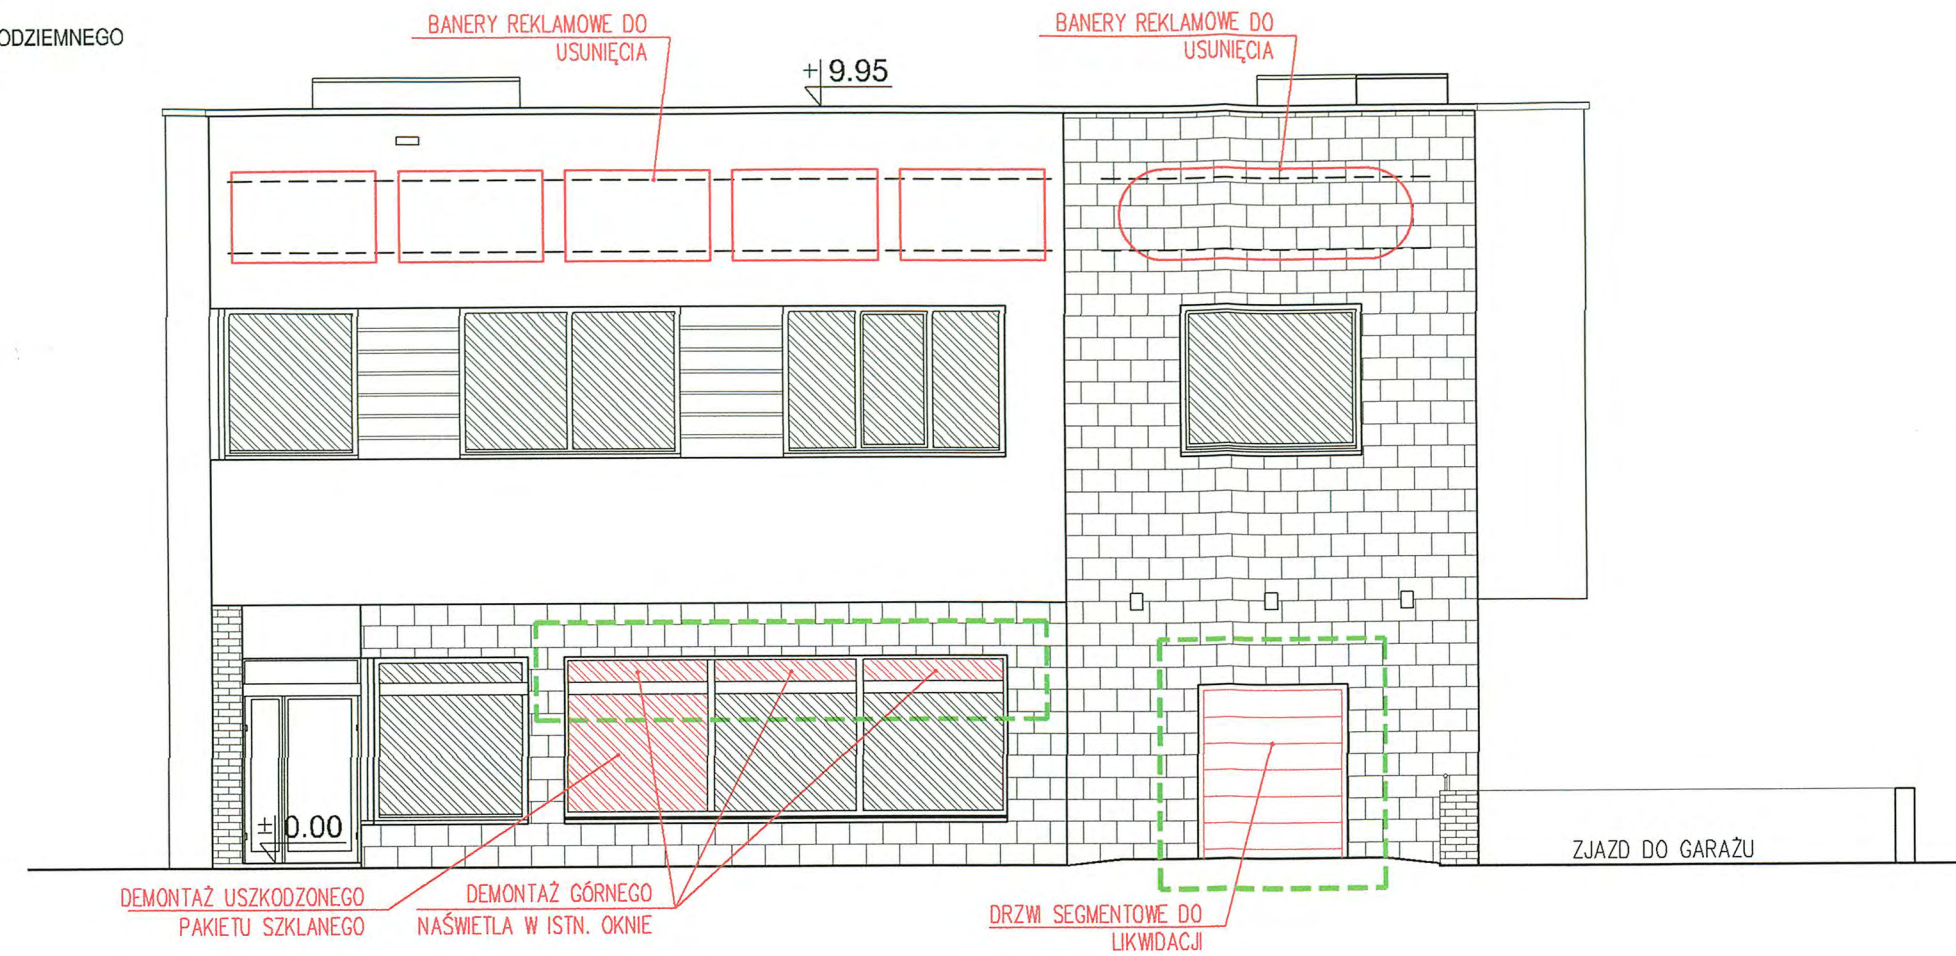 ODZIEMNEGO
BANERY REKLAMOWE DO
USUNIĘCIA
BANERY REKLAMOWE DO
USUNIĘCIA
+9.95
±0.00
ZJAZD DO GARAŻU
DEMONTAŻ USZKODZONEGO
PAKIETU SZKLANEGO
DEMONTAŻ GÓRNEGO
NAŚWIETLA W ISTN. OKNIE
DRZWI SEGMENTOWE DO
LIKWIDACJI